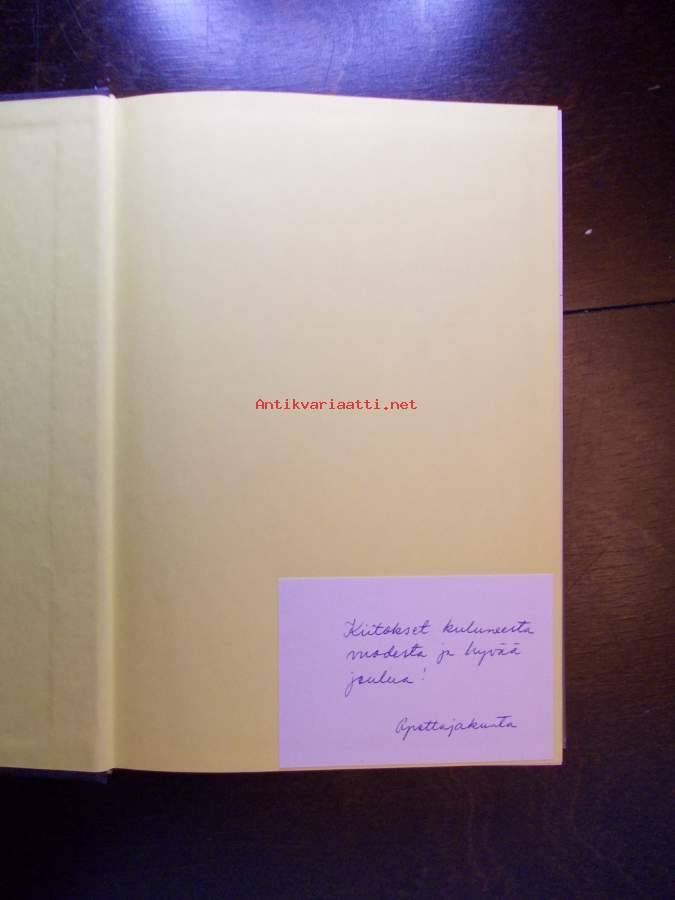 Antikvariaatti.net
Kiitokset kuluneesta
vuodesta ja hyvää
joulua!
Opettajakunta